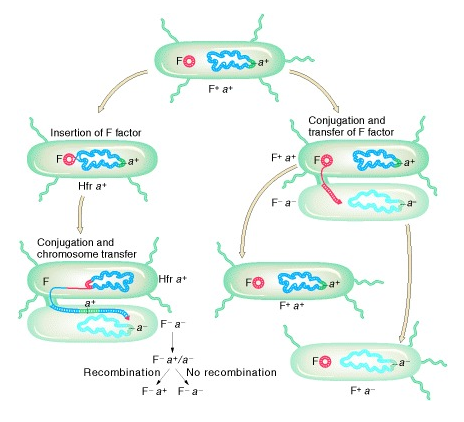 F
a+
F+ a+
Insertion of F factor
F
a+
Hfr a+
Conjugation and
transfer of F factor
F+ a+
F
a+
F− a−
a−
Conjugation and
chromosome transfer
F
Hfr a+
a+
a−
F− a−
F− a+/a−
Recombination
No recombination
F− a+
F− a−
F
a+
F+ a+
F
a−
F+ a−